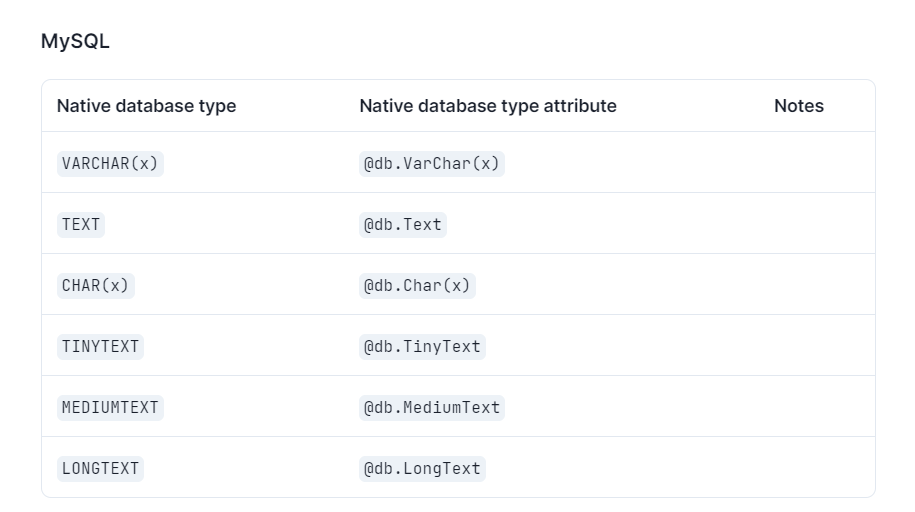 MySQL
Native database type Native database type attribute Notes
VARCHAR(x) @db.VarChar(x)
TEXT @db.Text
CHAR(x) @db.Char(x)
TINYTEXT @db.TinyText
MEDIUMTEXT @db.MediumText
LONGTEXT @db.LongText